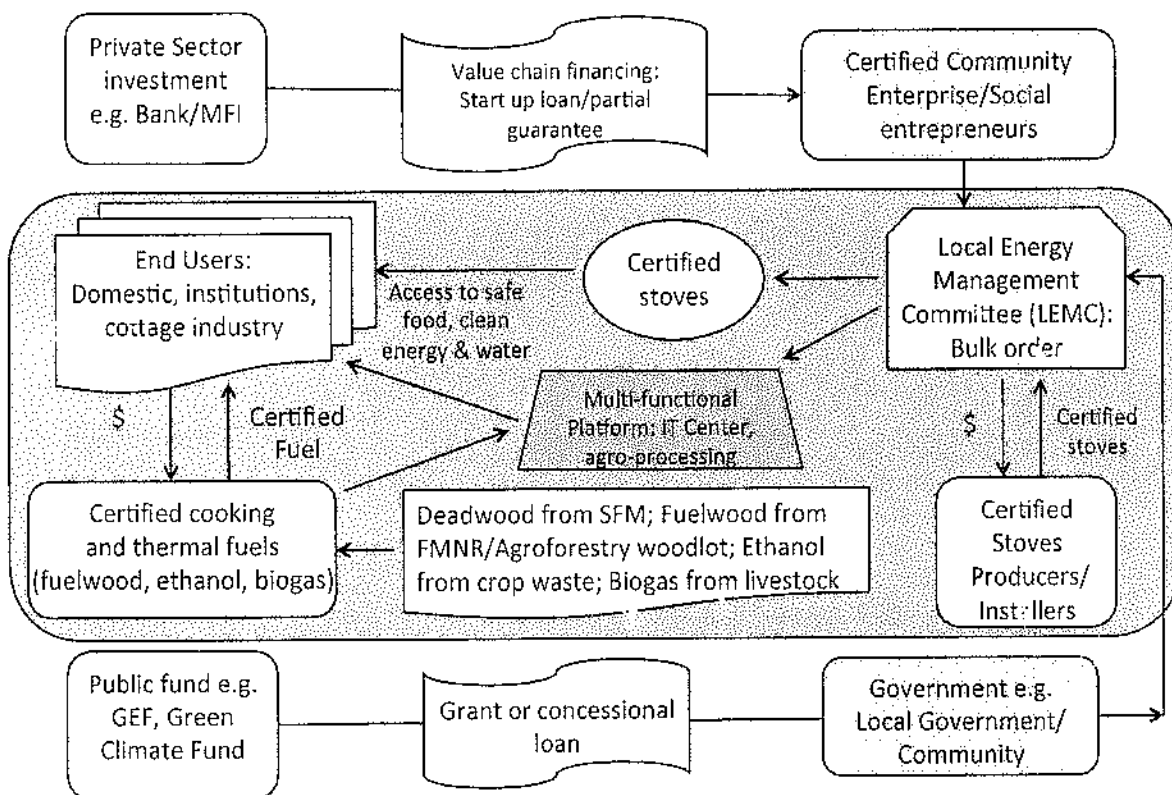 Private Sector
investment
e.g. Bank/MFI
Value chain financing:
Start up loan/partial
guarantee
Certified Community
Enterprise/Social
entrepreneurs
End Users:
Domestic, institutions,
cottage industry
Access to safe
food, clean
energy & water
Certified
stoves
Local Energy
Management
Committee (LEMC):
Bulk order
$
Certified
Fuel
Multi-functional
Platform: IT Center,
agro-processing
$
Certified
stoves
Certified cooking
and thermal fuels
(fuelwood, ethanol, biogas)
Deadwood from SFM; Fuelwood from
FMNR/Agroforestry woodlot; Ethanol
from crop waste; Biogas from livestock
Certified
Stoves
Producers/
Installers
Public fund e.g.
GEF, Green
Climate Fund
Grant or concessional
loan
Government e.g.
Local Government/
Community